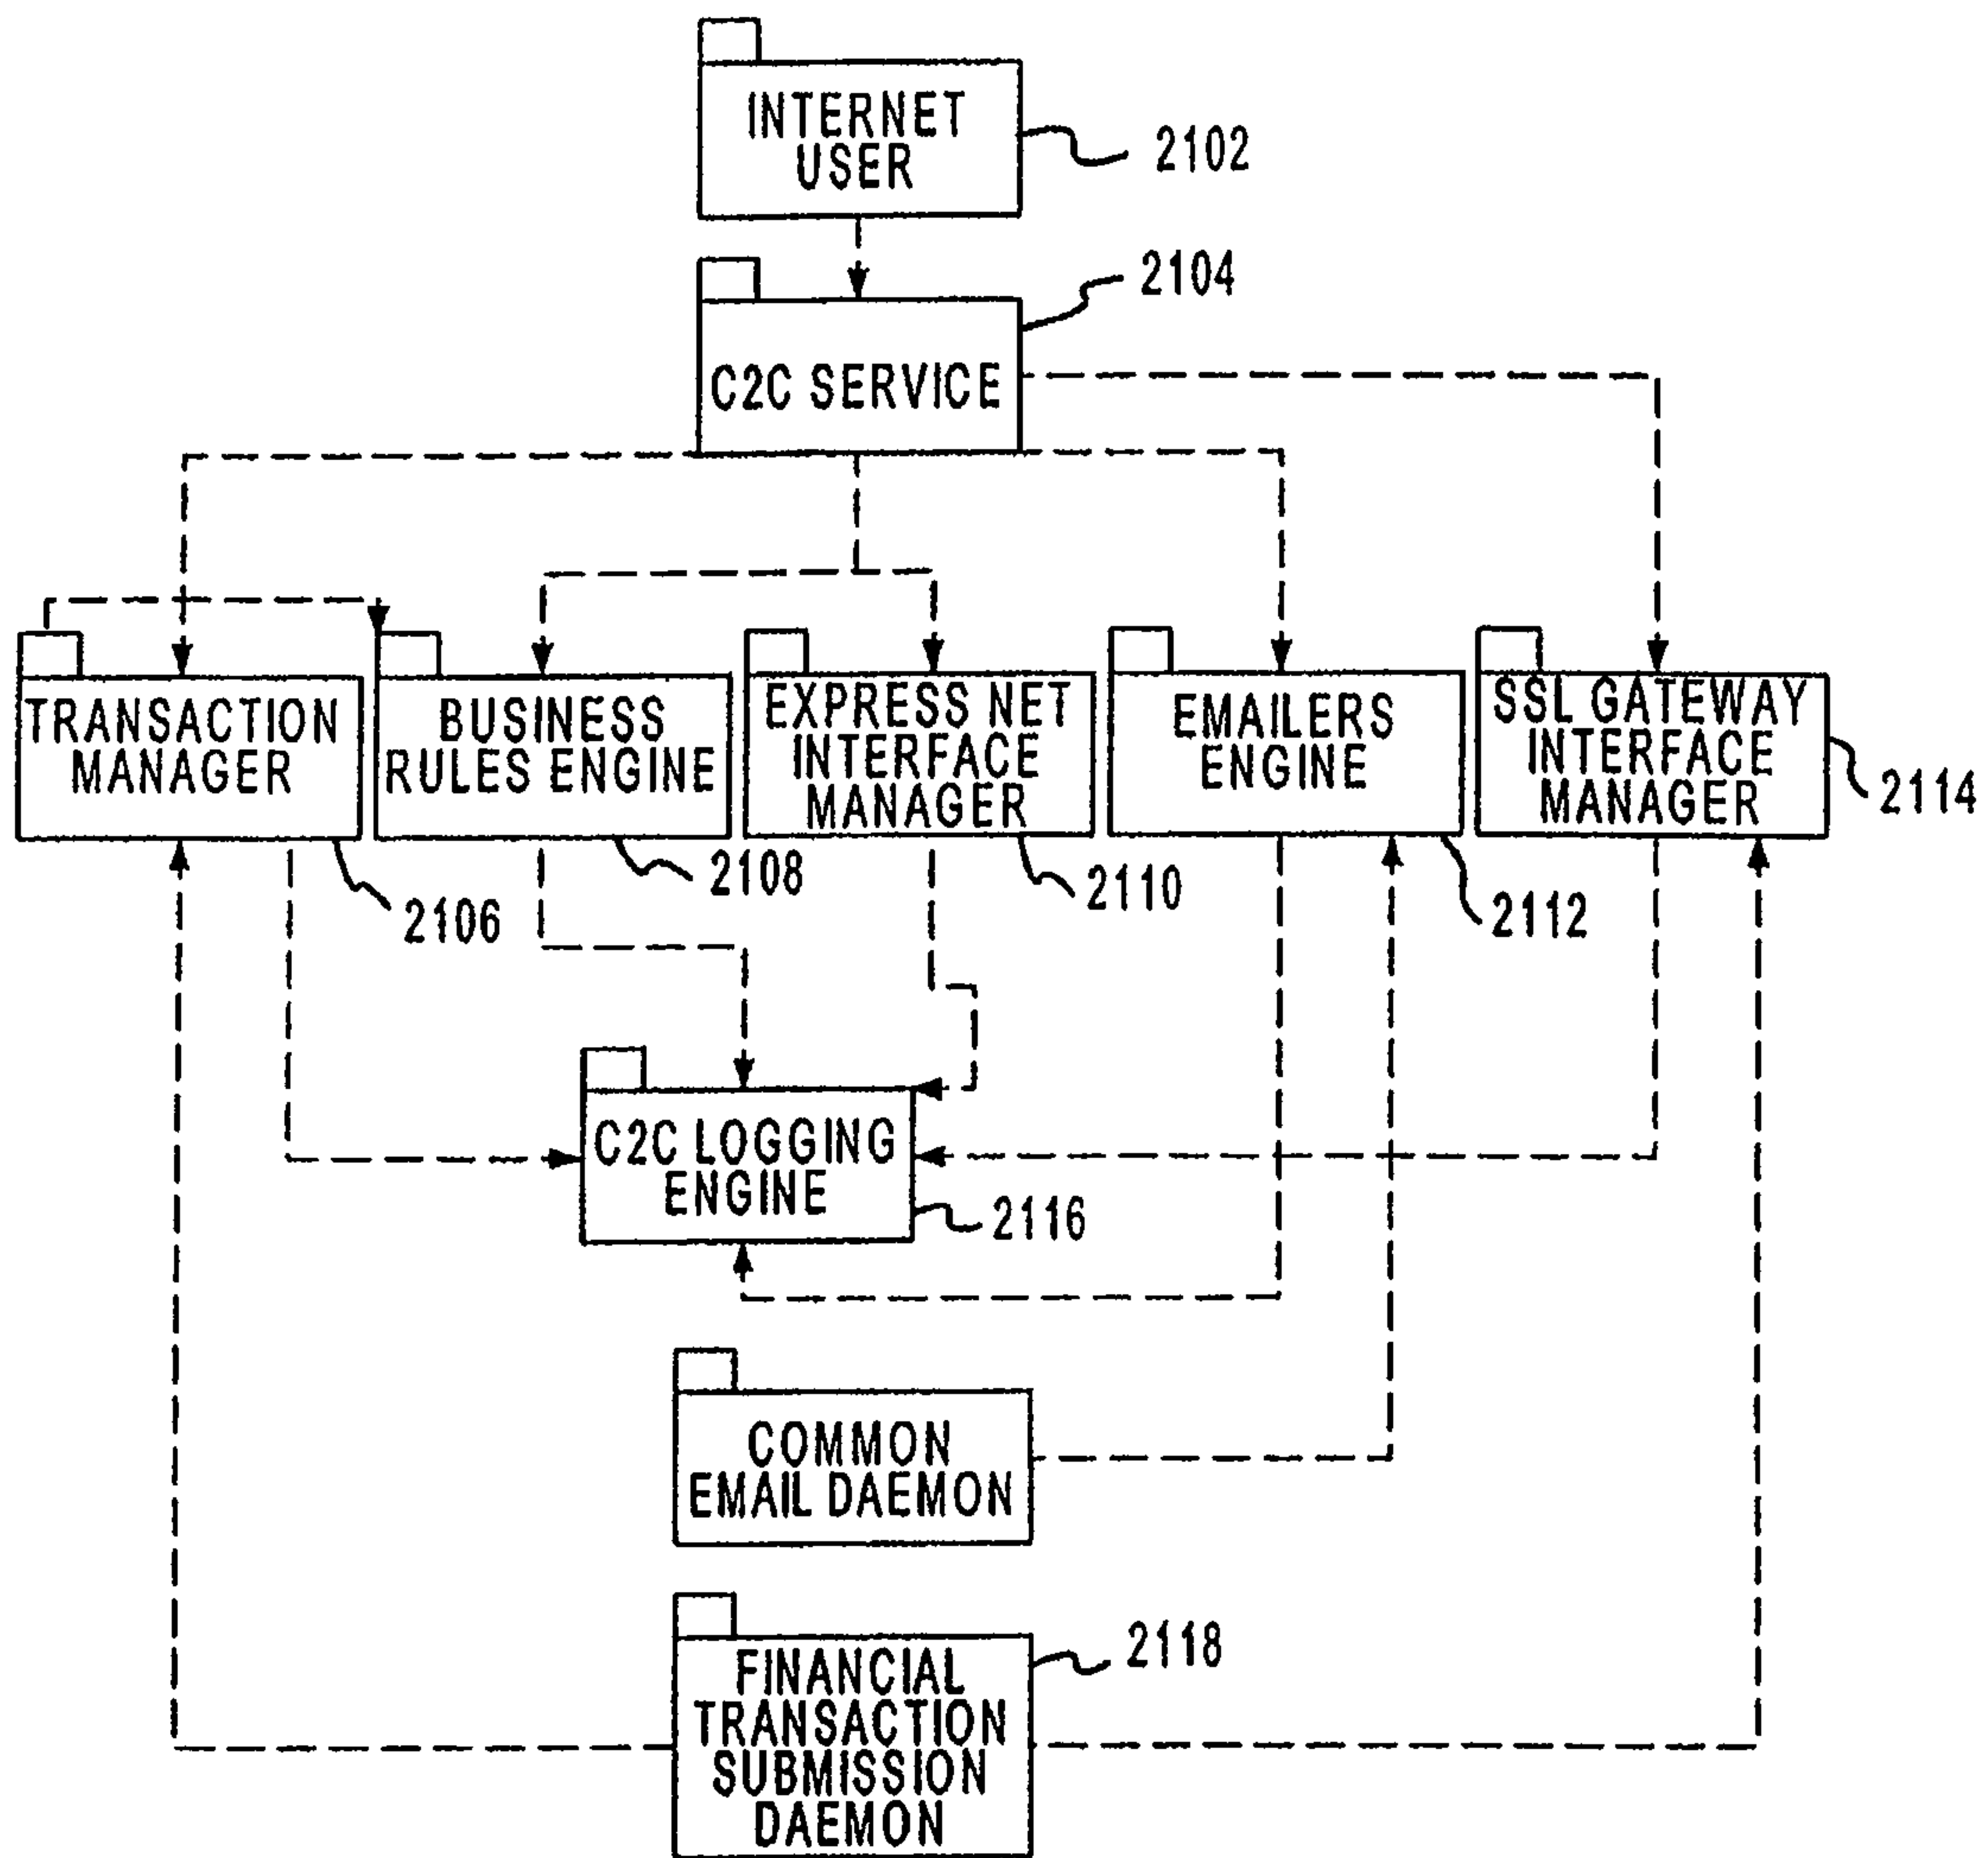 INTERNET
USER
2102
2104
C2C SERVICE
TRANSACTION
MANAGER
BUSINESS
RULES ENGINE
EXPRESS NET
INTERFACE
MANAGER
EMAILERS
ENGINE
SSL GATEWAY
INTERFACE
MANAGER
2114
2108
2110
2106
2112
C2C LOGGING
ENGINE
2116
COMMON
EMAIL DAEMON
2118
FINANCIAL
TRANSACTION
SUBMISSION
DAEMON